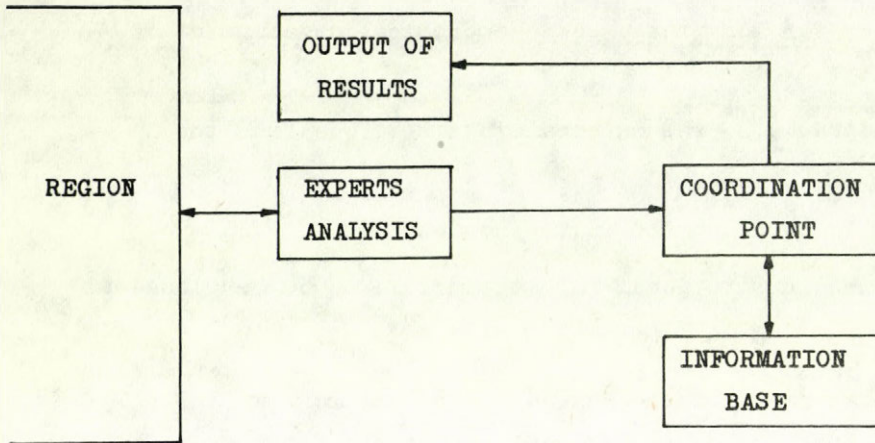 OUTPUT OF
RESULTS
REGION
EXPERTS
ANALYSIS
COORDINATION
POINT
INFORMATION
BASE